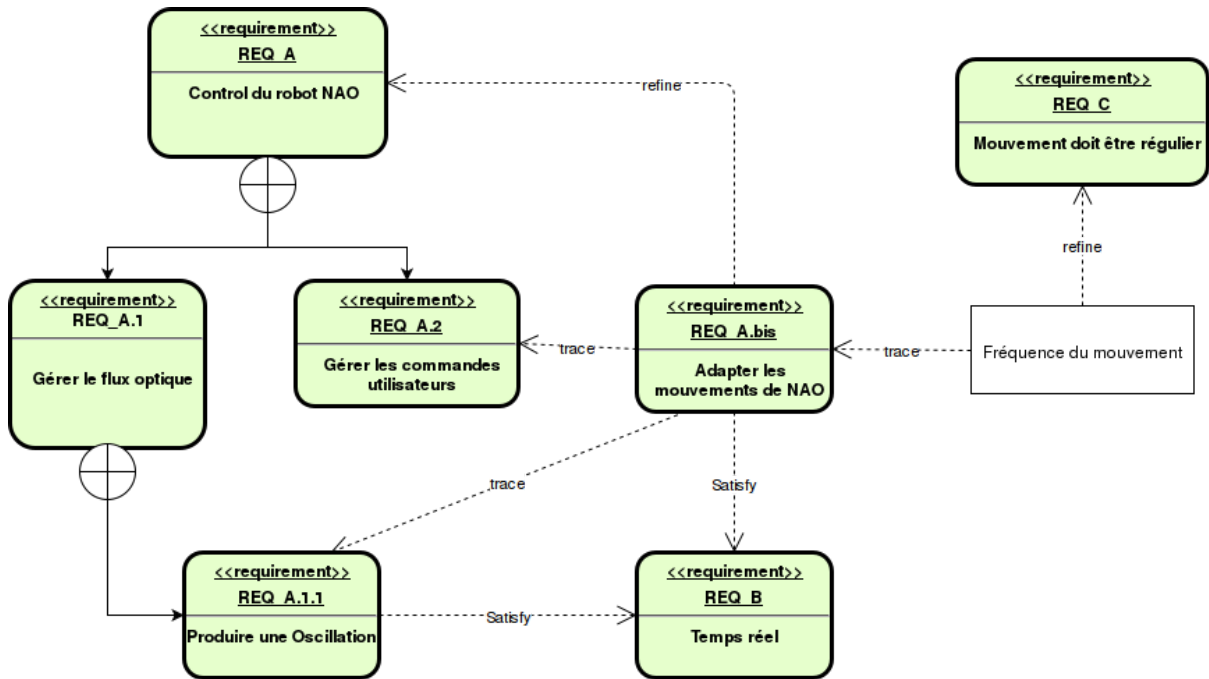 <<requirement>>
REQ_A
Control du robot NAO
refine
<<requirement>>
REQ_C
Mouvement doit être régulier
refine
<<requirement>>
REQ_A.1
Gérer le flux optique
<<requirement>>
REQ_A.2
Gérer les commandes
utilisateurs
trace
<<requirement>>
REQ_A.bis
Adapter les
mouvements de NAO
trace
Fréquence du mouvement
trace
Satisfy
<<requirement>>
REQ_A.1.1
Produire une Oscillation
Satisfy
<<requirement>>
REQ_B
Temps réel